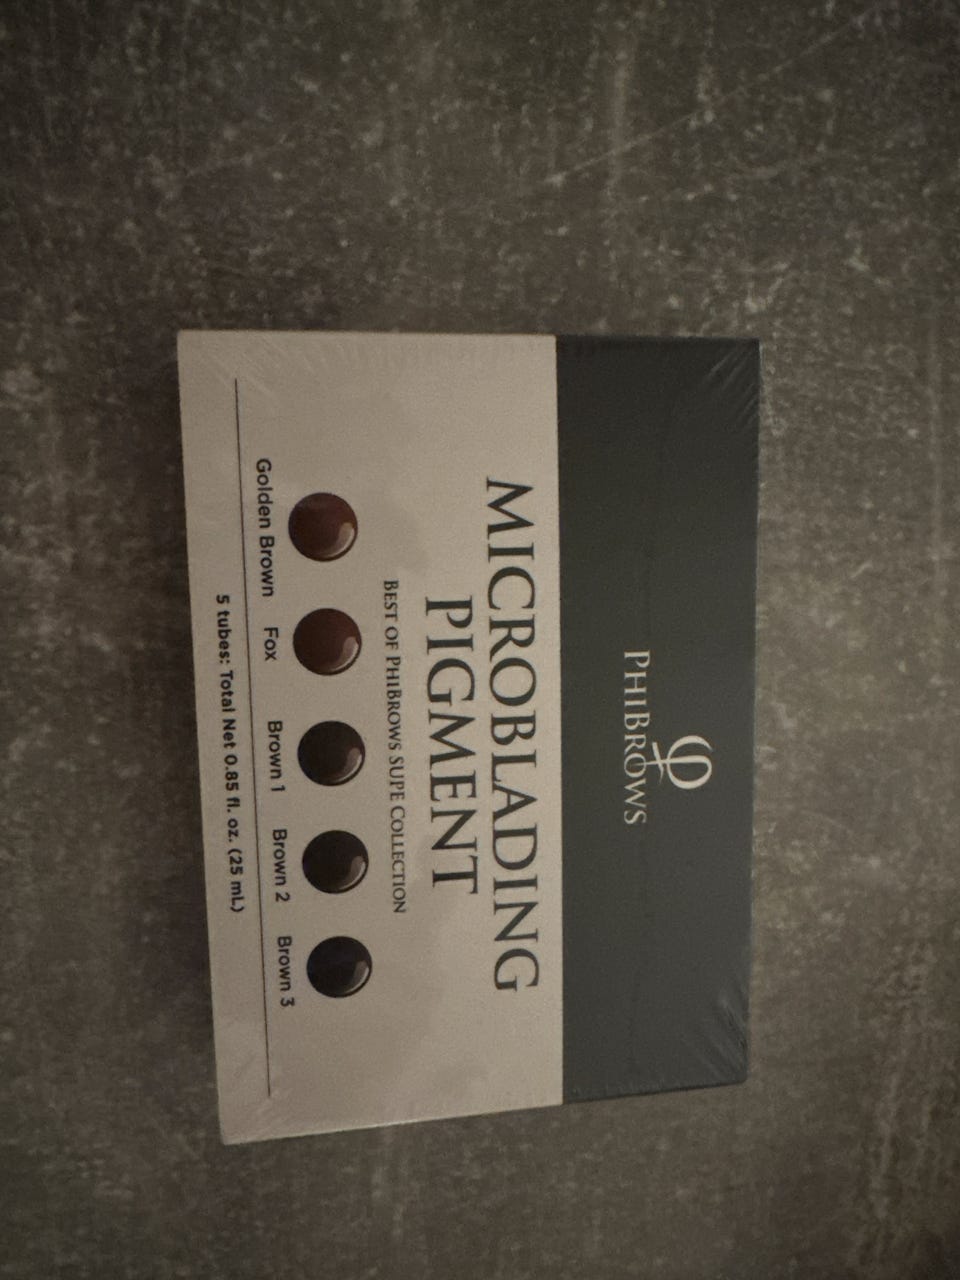 PHIBROWS
MICROBLADING
PIGMENT
BEST OF PHIBROWS SUPE COLLECTION
Golden Brown Fox Brown 1 Brown 2 Brown 3
5 tubes: Total Net 0.85 fl. oz. (25 mL)